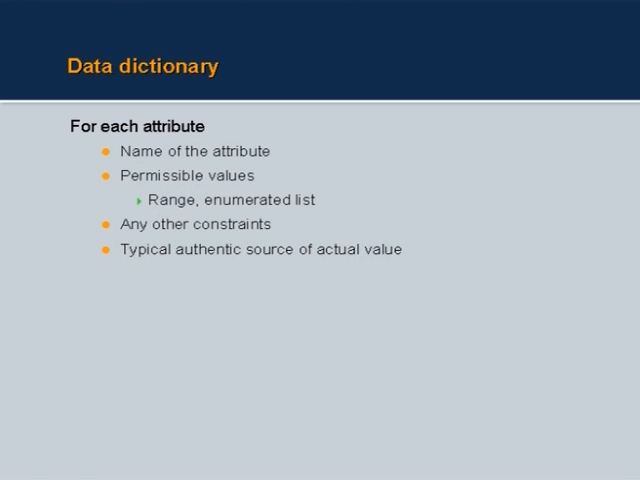 Data dictionary
For each attribute
Name of the attribute
Permissible values
Range, enumerated list
Any other constraints
Typical authentic source of actual value